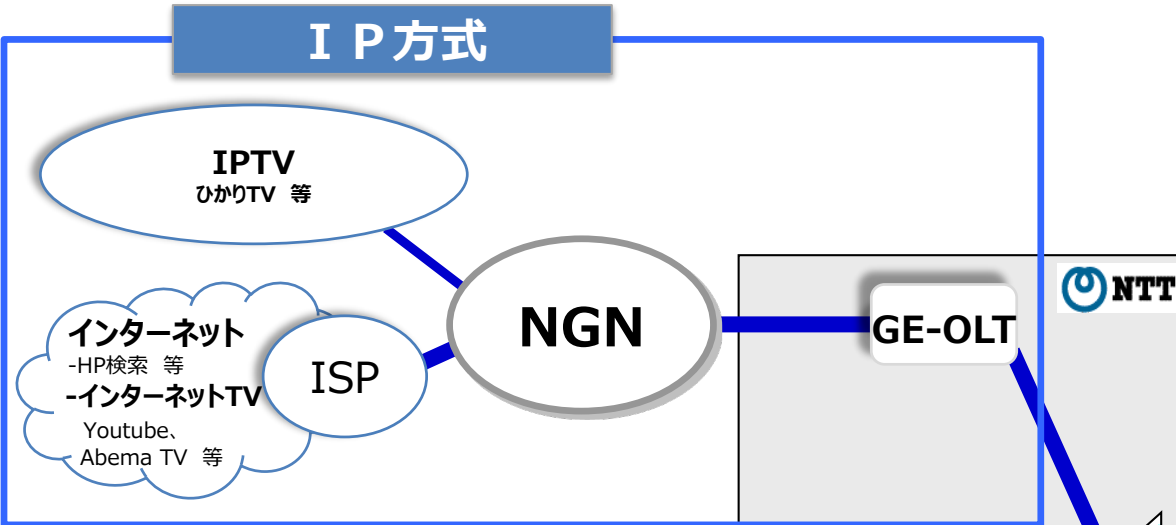 ＩＰ方式
IPTV
ひかりTV 等
インターネット
-HP検索 等
-インターネットTV
Youtube、
Abema TV 等
ISP
NGN
GE-OLT
NTT